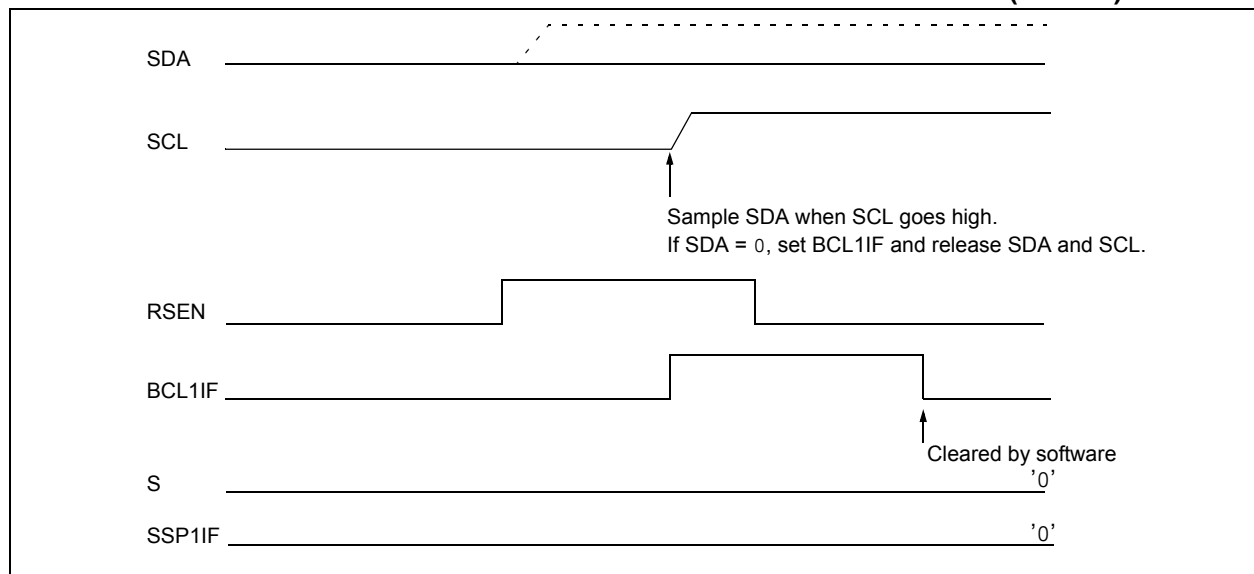 SDA
SCL
Sample SDA when SCL goes high.
If SDA = 0, set BCL1IF and release SDA and SCL.
RSEN
BCL1IF
Cleared by software
S
'0'
SSP1IF
'0'